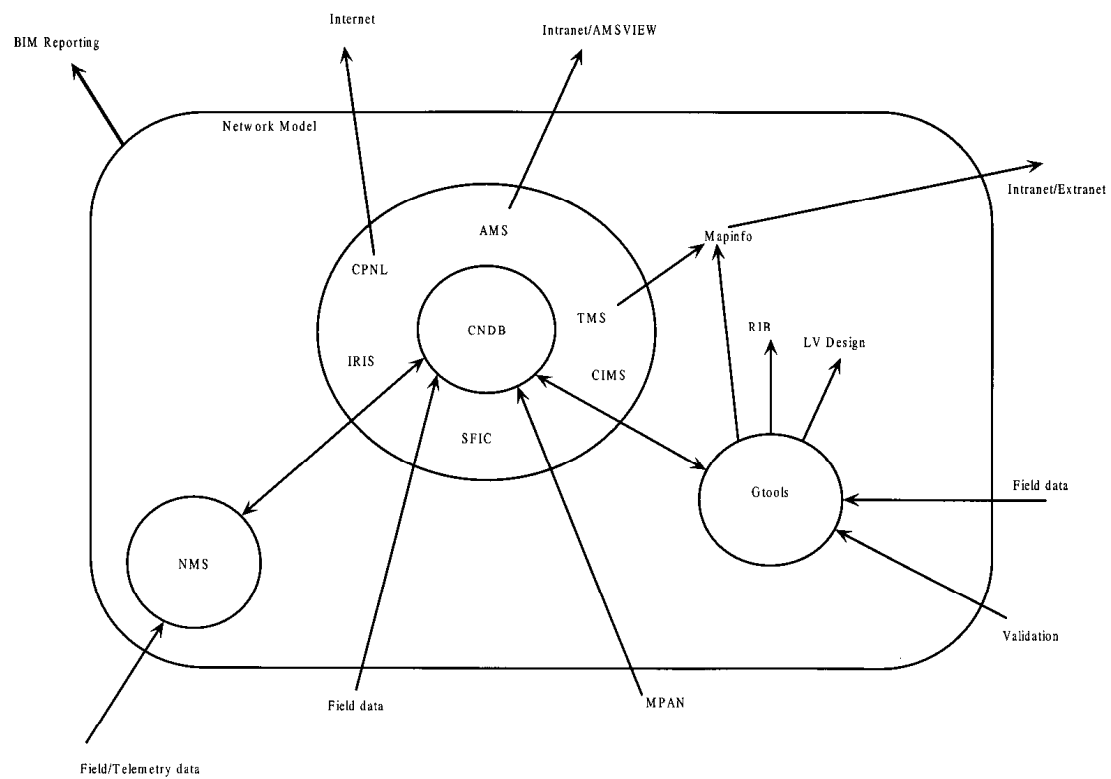 Internet
Intranet/AMSVIEW
BIM Reporting
Network Model
Intranet/Extranet
AMS
Mapinfo
CPNL
TMS
CNDB
RIB
LV Design
IRIS
CIMS
SFIC
Gtools
Field data
NMS
Validation
Field data
MPAN
Field/Telemetry data